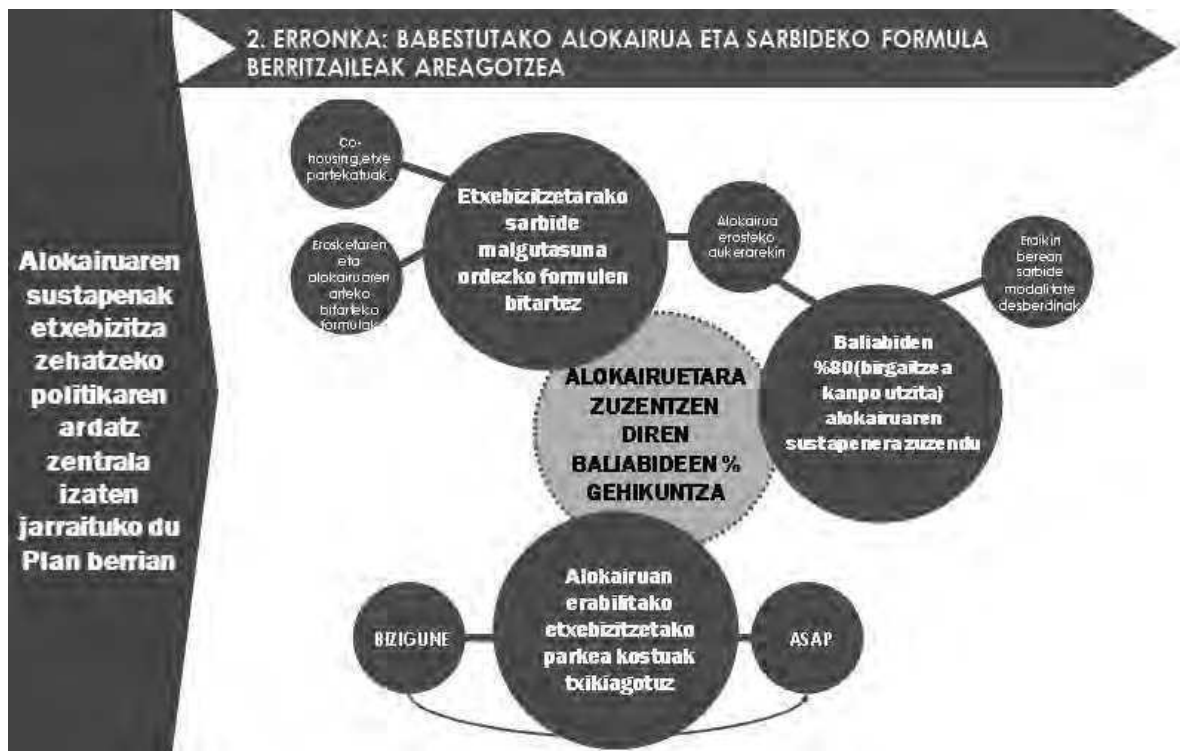 2. ERRONKA: BABESTUTAKO ALOKAIRUA ETA SARBIDEKO FORMULA
BERRITZAILEAK AREAGOTZEA
Alokairuaren
sustapenak
etxebizitza
zehatzeko
politikaren
ardatz
zentrala
izaten
jarraituko du
Plan berrian
Co-
housing, etxe
partekatuak..
Erosketaren
eta
alokairuaren
arteko
bitarteko
formulak
Etxebizitzetarako
sarbide
malgutasuna
ordezko formulen
bitartez
Alokairua
erosteko
aukerarekin
Eraikin
berean
sarbide
modalitate
desberdinak
Baliabiden
%80(birgaitzea
kanpo utzita)
alokairuaren
sustapenera zuzendu
ALOKAIRUETARA
ZUZENTZEN
DIREN
BALIABIDEEN %
GEHIKUNTZA
Alokairuan
erabilitako
etxebizitzetako
parkea kostuak
txikiagotuz
BIZIGUNE
ASAP